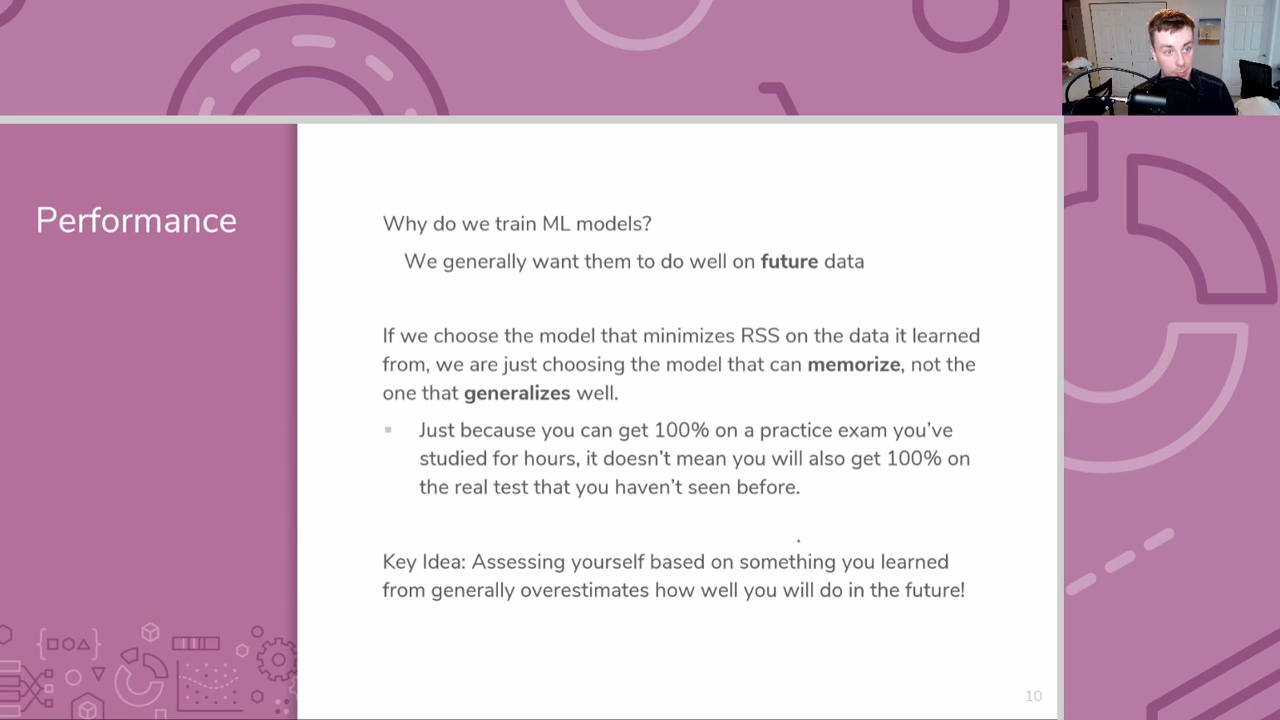 Performance
Why do we train ML models?
We generally want them to do well on future data
If we choose the model that minimizes RSS on the data it learned
from, we are just choosing the model that can memorize, not the
one that generalizes well.
Just because you can get 100% on a practice exam you’ve
studied for hours, it doesn’t mean you will also get 100% on
the real test that you haven’t seen before.
Key Idea: Assessing yourself based on something you learned
from generally overestimates how well you will do in the future!
10